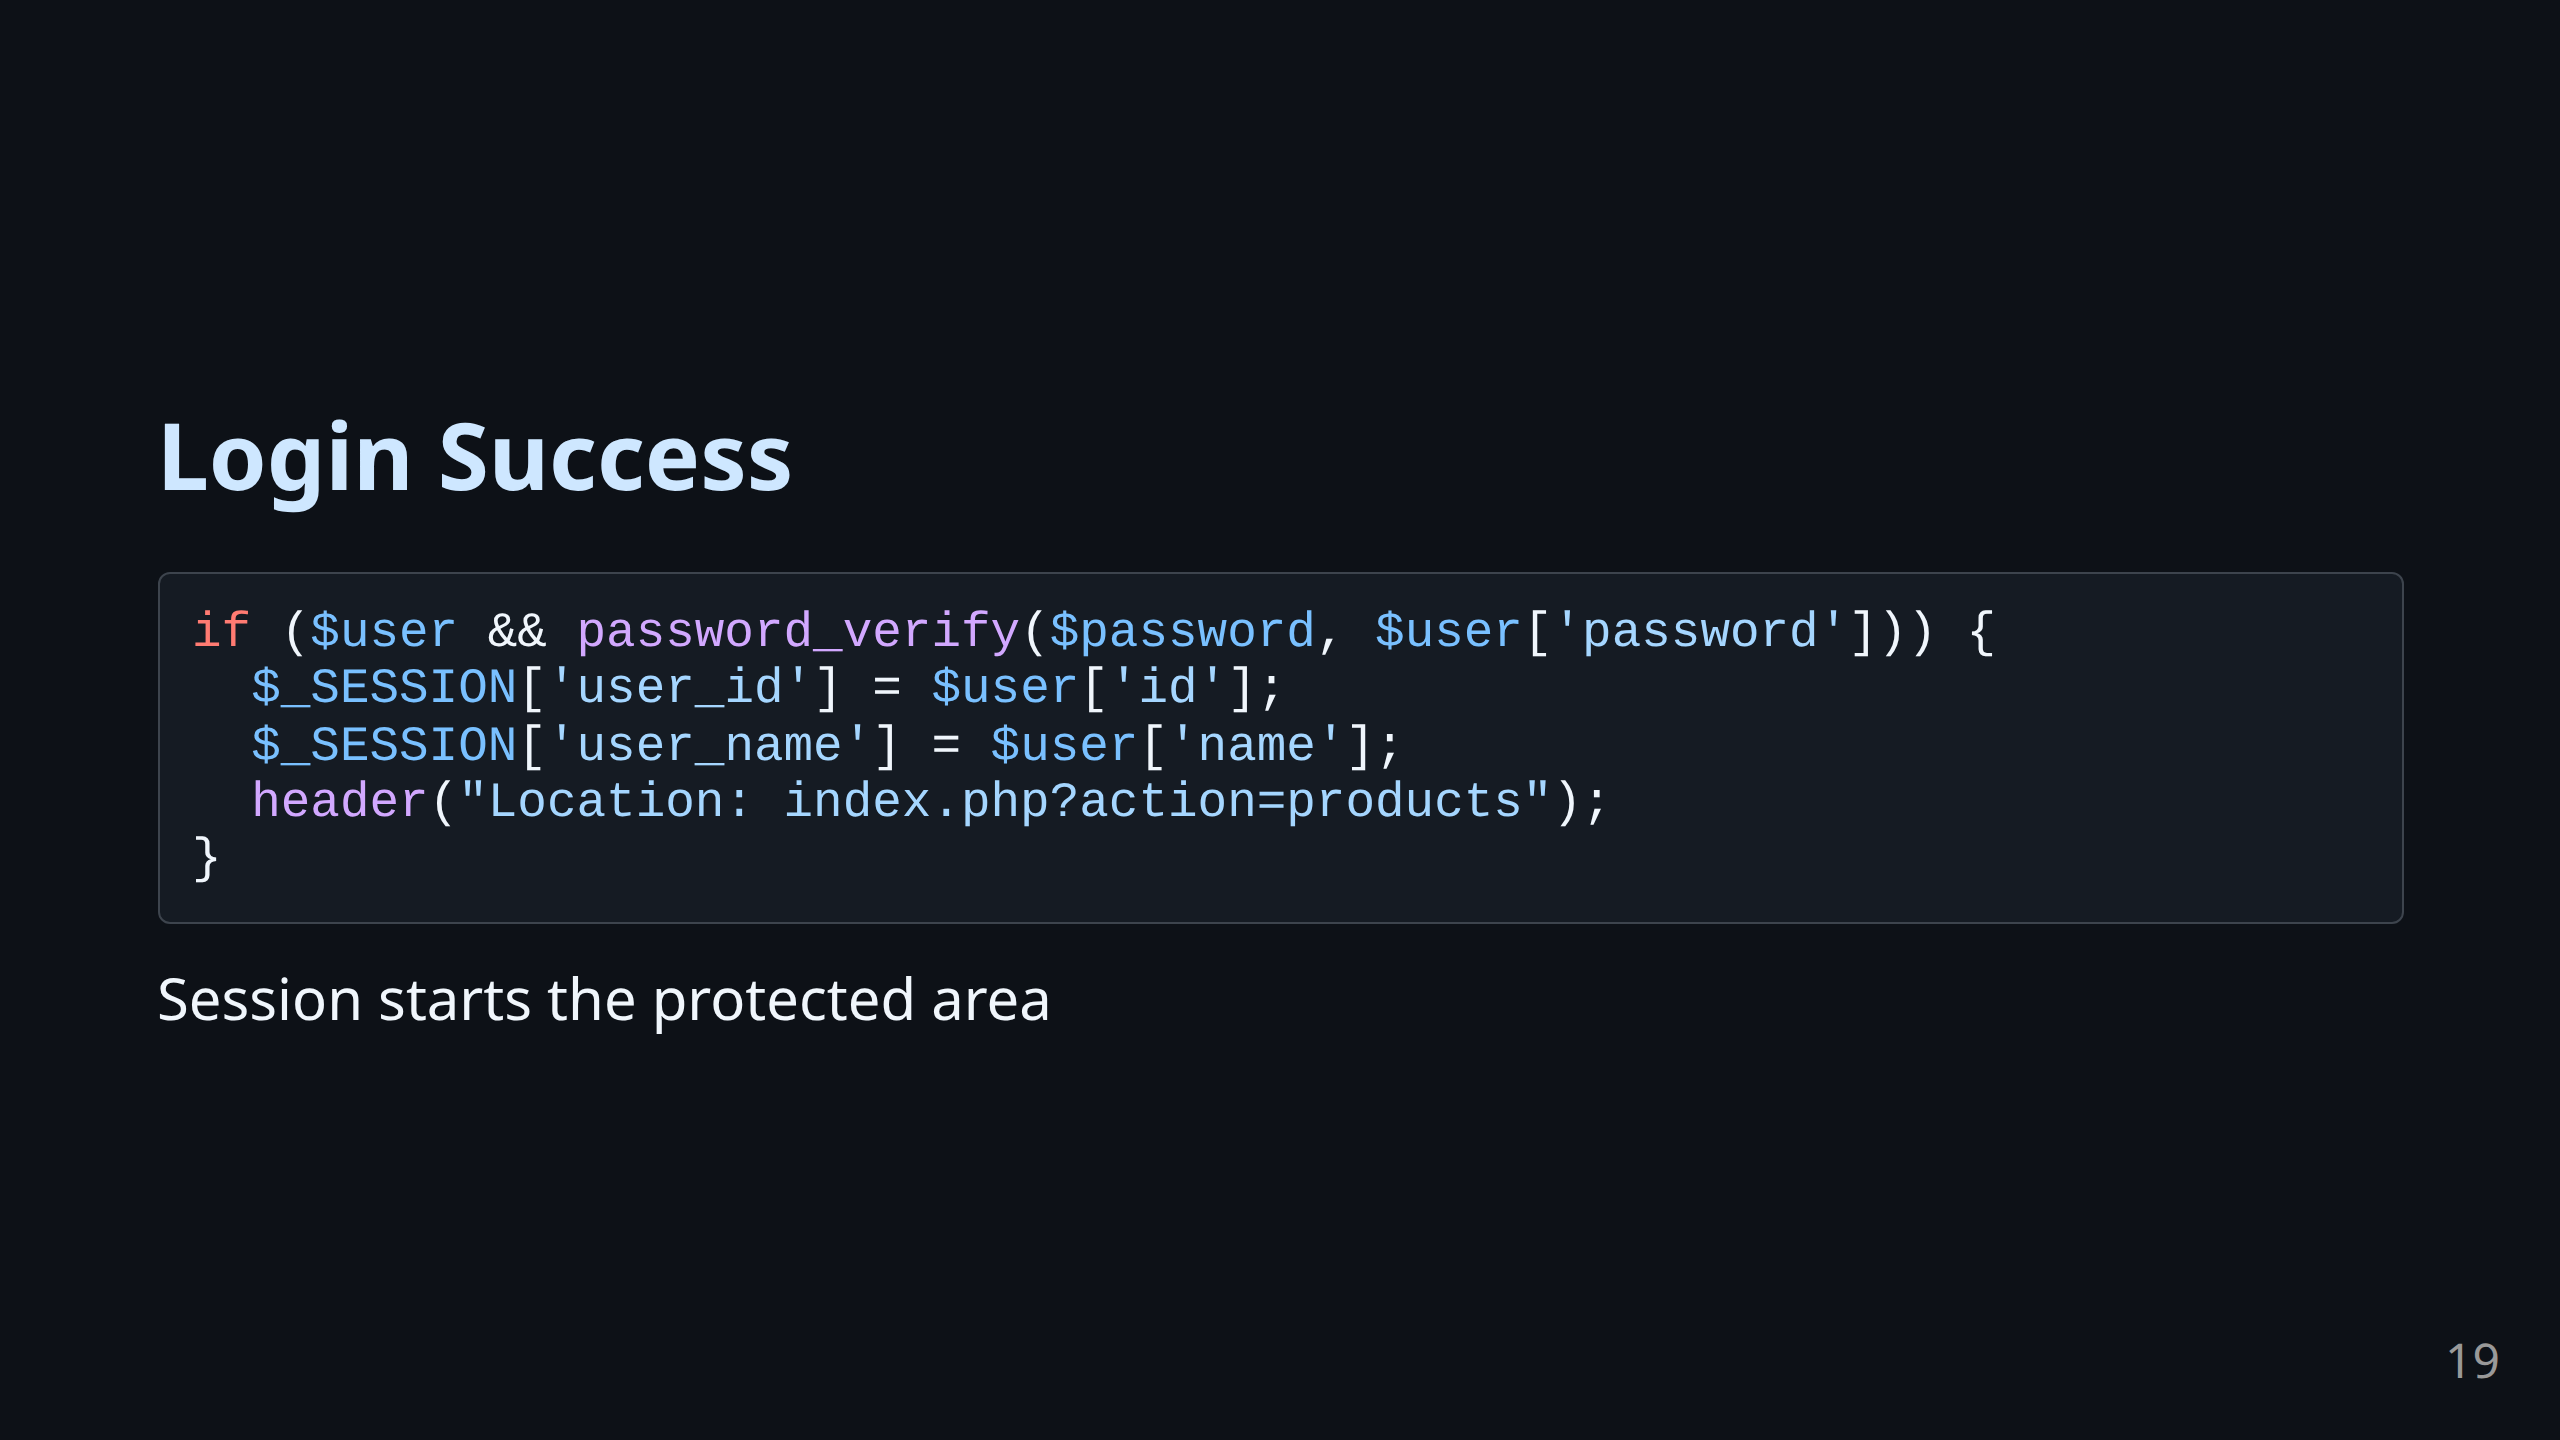 Login Success
if ($user && password_verify($password, $user['password'])) {
  $_SESSION['user_id'] = $user['id'];
  $_SESSION['user_name'] = $user['name'];
  header("Location: index.php?action=products");
}
Session starts the protected area
19